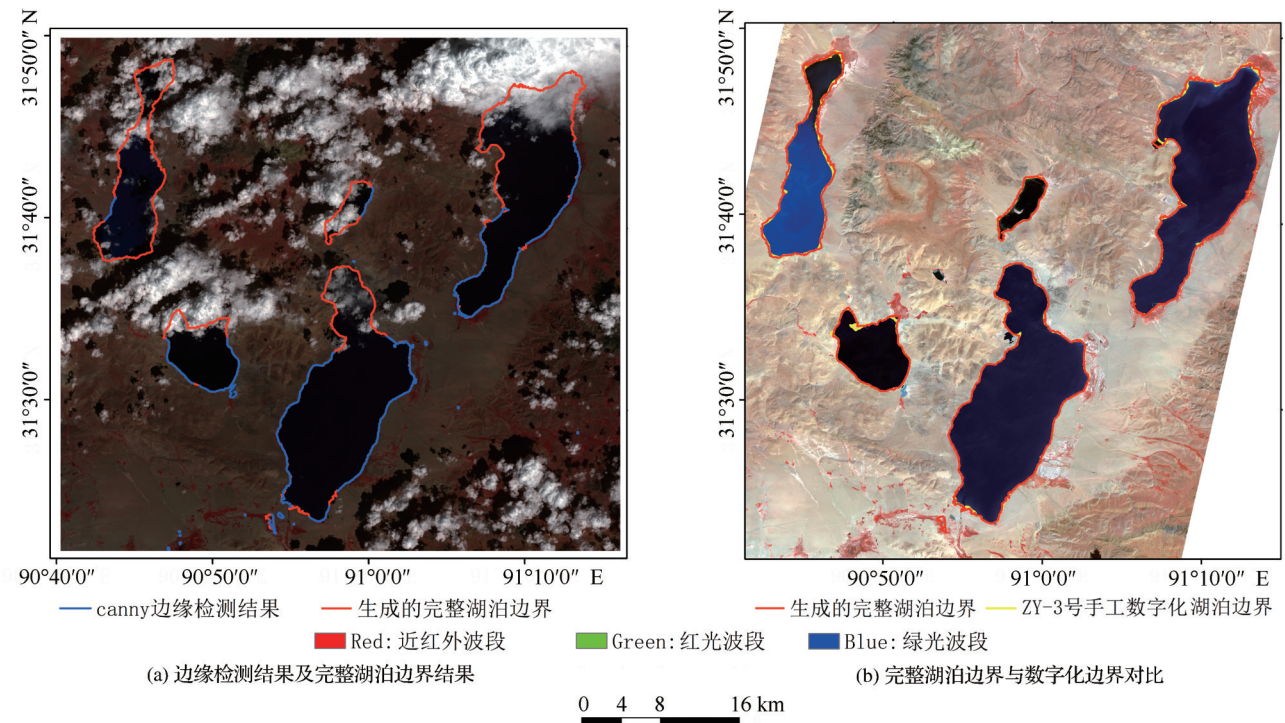 31°50′0″ N
31°40′0″
31°30′0″
90°40′0″
90°50′0″
91°0′0″
91°10′0″ E
31°50′0″ N
31°40′0″
31°30′0″
90°50′0″
91°0′0″
91°10′0″ E
canny边缘检测结果
生成的完整湖泊边界
生成的完整湖泊边界
ZY-3号手工数字化湖泊边界
Red: 近红外波段
Green: 红光波段
Blue: 绿光波段
(a) 边缘检测结果及完整湖泊边界结果
(b) 完整湖泊边界与数字化边界对比
0 4 8 16 km